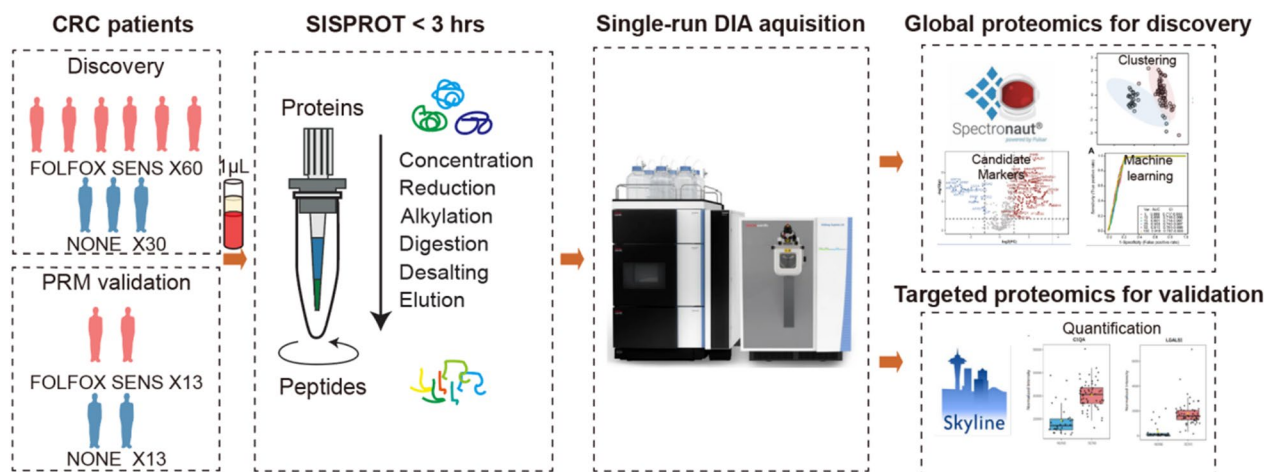 CRC patients
Discovery
FOLFOX SENS X60
NONE X30
PRM validation
FOLFOX SENS X13
NONE X13
1μL
SISPROT < 3 hrs
Proteins
Concentration
Reduction
Alkylation
Digestion
Desalting
Elution
Peptides
Single-run DIA aquisition
Global proteomics for discovery
Spectronaut®
Clustering
Candidate
Markers
A
Machine
learning
Targeted proteomics for validation
Skyline
Quantification